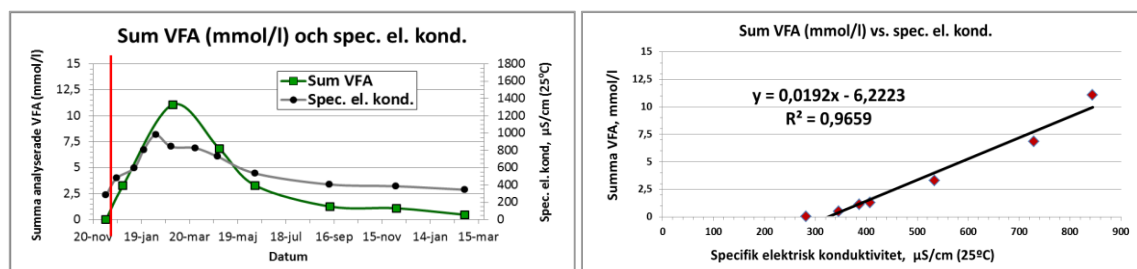 Sum VFA (mmol/l) och spec. el. kond.
Summa analyserade VFA (mmol/l)
15
12,5
10
7,5
5
2,5
0
Sum VFA
Spec. el. kond.
1800
1600
1400
1200
1000
800
600
400
200
0
Spec. el. kond, µS/cm (25ºC)
20-nov 19-jan 20-mar 19-maj 18-jul 16-sep 15-nov 14-jan 15-mar
Datum
Sum VFA (mmol/l) vs. spec. el. kond.
Summa VFA, mmol/l
15
12,5
10
7,5
5
2,5
0
y = 0,0192x - 6,2223
R² = 0,9659
0 100 200 300 400 500 600 700 800 900
Specifik elektrisk konduktivitet, µS/cm (25ºC)